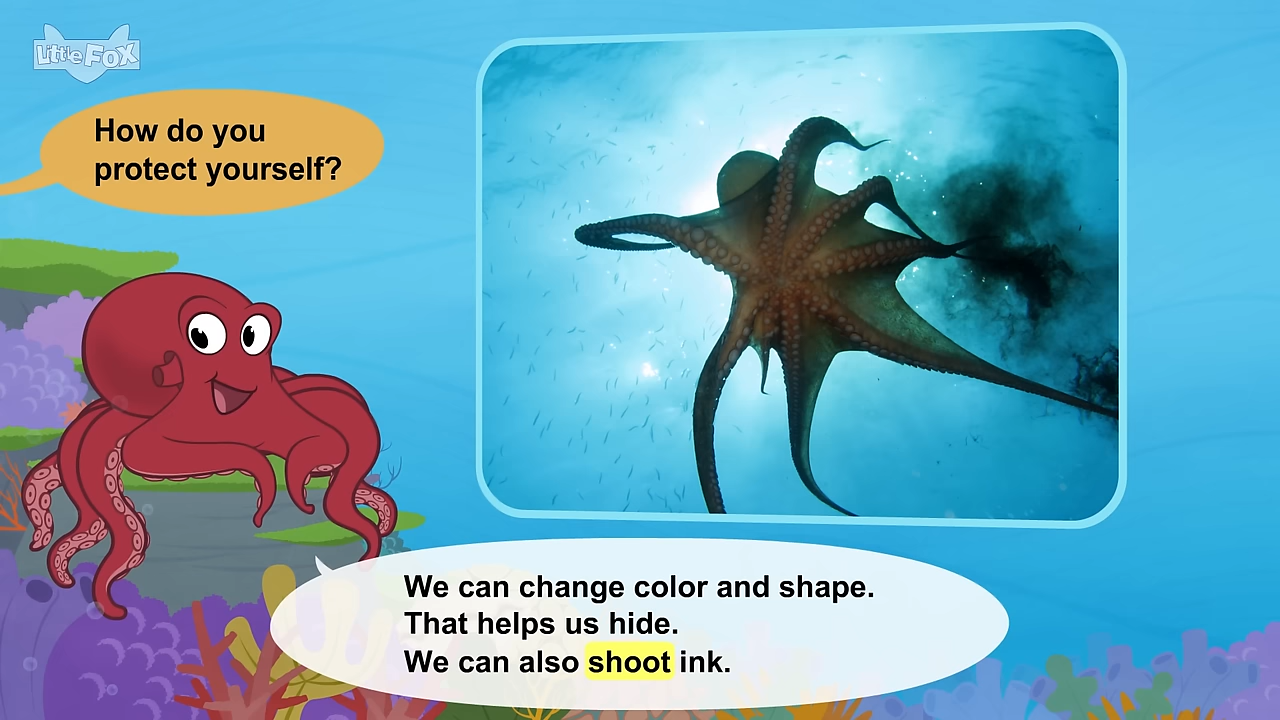 Little Fox
How do you
protect yourself?
We can change color and shape.
That helps us hide.
We can also shoot ink.